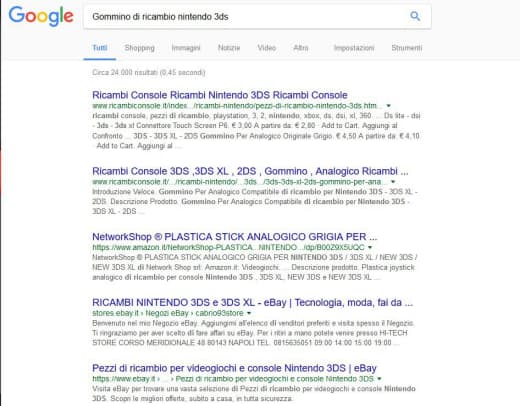 Google
Gommino di ricambio nintendo 3ds
Tutti Shopping Immagini Notizie Video Altro Impostazioni Strumenti
Circa 24.000 risultati (0,45 secondi)
Ricambi Console Ricambi Nintendo 3DS Ricambi Console
www.ricambiconsole.it/index.../ricambi-nintendo/pezzi-di-ricambio-nintendo-3ds.htm...
ricambi console, pezzi di ricambio, playstation, 3, 2, nintendo, xbox, ds, dsi, xl, 360. ... Ds lite - dsi
- 3ds - 3ds xl Connettore Touch Screen P6. € 3,00 A partire da: € 2,80 · Add to Cart. Aggiungi al
Confronto ... 3DS - 3DS XL - 2DS Gommino Per Analogico Originale Grigio. € 4,50 A partire da: € 4,10
· Add to Cart. Aggiungi al ...
Ricambi Console 3DS ,3DS XL , 2DS , Gommino , Analogico Ricambi ...
www.ricambiconsole.it/.../ricambi-nintendo/...3ds.../3ds-3ds-xl-2ds-gommino-per-ana...
Introduzione Veloce. Gommino Per Analogico Compatibile di ricambio per Nintendo 3DS - 3DS XL -
2DS. Descrizione Prodotto. Gommino Per Analogico Compatibile di ricambio per Nintendo 3DS
- 3DS XL - 2DS ...
NetworkShop ® PLASTICA STICK ANALOGICO GRIGIA PER ...
https://www.amazon.it/NetworkShop-PLASTICA...NINTENDO.../dp/B00Z9X5UQC
NetworkShop ® PLASTICA STICK ANALOGICO GRIGIA PER NINTENDO 3DS / 3DS XL / NEW 3DS /
NEW 3DS XL di Network Shop srl: Amazon.it: Videogiochi. ... Descrizione prodotto. Plastica joystick
analogico di ricambio per console Nintendo 3DS , 3DS XL, NEW 3DS e NEW 3DS XL.
RICAMBI NINTENDO 3DS e 3DS XL - eBay | Tecnologia, moda, fai da ...
stores.ebay.it › Negozi eBay › cabrio93store
Benvenuto nel mio Negozio eBay. Aggiungimi all'elenco di venditori preferiti e visita spesso il Negozio.
Ti ringraziamo per aver scelto di fare affari su eBay. Per i ritiri a mano potete venire presso HI-TECH
STORE CORSO MERIDIONALE 48 80143 NAPOLI TEL. 0815635051 09:00 14:00 15:00 19:00 ...
Pezzi di ricambio per videogiochi e console Nintendo 3DS | eBay
https://www.ebay.it › ... › Pezzi di ricambio per videogiochi e console Nintendo 3DS
Visita eBay per trovare una vasta selezione di Pezzi di ricambio per videogiochi e console Nintendo
3DS. Scopri le migliori offerte, subito a casa, in tutta sicurezza.